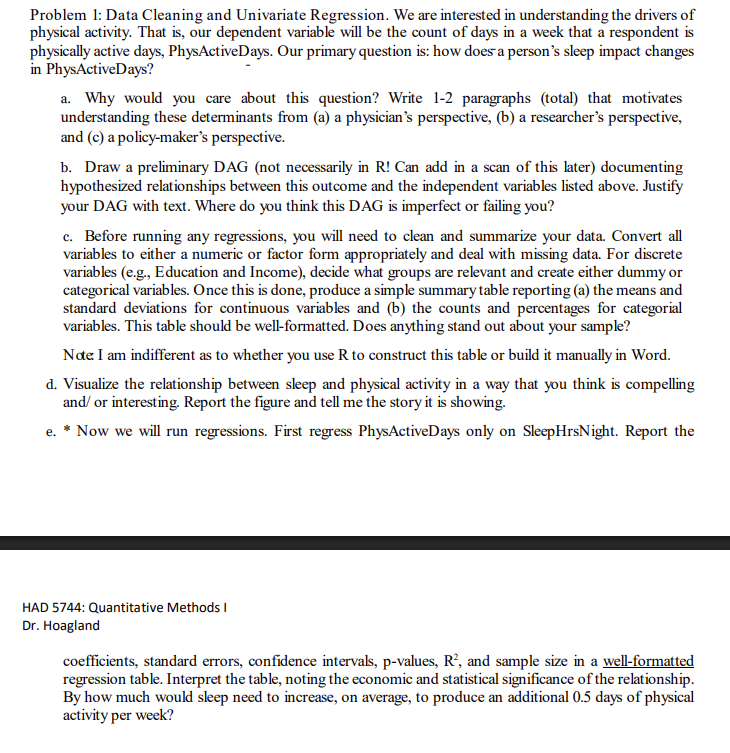 Problem 1: Data Cleaning and Univariate Regression. We are interested in understanding the drivers of
physical activity. That is, our dependent variable will be the count of days in a week that a respondent is
physically active days, PhysActiveDays. Our primary question is: how does a person's sleep impact changes
in PhysActiveDays?
a. Why would you care about this question? Write 1-2 paragraphs (total) that motivates
understanding these determinants from (a) a physician's perspective, (b) a researcher's perspective,
and (c) a policy-maker's perspective.
b. Draw a preliminary DAG (not necessarily in R! Can add in a scan of this later) documenting
hypothesized relationships between this outcome and the independent variables listed above. Justify
your DAG with text. Where do you think this DAG is imperfect or failing you?
c. Before running any regressions, you will need to clean and summarize your data. Convert all
variables to either a numeric or factor form appropriately and deal with missing data. For discrete
variables (e.g., Education and Income), decide what groups are relevant and create either dummy or
categorical variables. Once this is done, produce a simple summary table reporting (a) the means and
standard deviations for continuous variables and (b) the counts and percentages for categorial
variables. This table should be well-formatted. Does anything stand out about your sample?
Note: I am indifferent as to whether you use R to construct this table or build it manually in Word.
d. Visualize the relationship between sleep and physical activity in a way that you think is compelling
and/ or interesting. Report the figure and tell me the story it is showing.
e. * Now we will run regressions. First regress PhysActiveDays only on SleepHrsNight. Report the
HAD 5744: Quantitative Methods I
Dr. Hoagland
coefficients, standard errors, confidence intervals, p-values, R², and sample size in a well-formatted
regression table. Interpret the table, noting the economic and statistical significance of the relationship.
By how much would sleep need to increase, on average, to produce an additional 0.5 days of physical
activity per week?